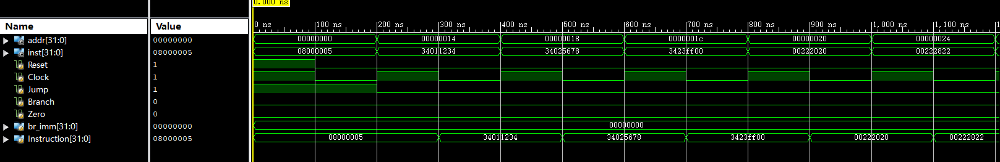 0.000 ns
Name Value 0 ns 100 ns 200 ns 300 ns 400 ns 500 ns 600 ns 700 ns 800 ns 900 ns 1,000 ns 1,100 ns
addr[31:0] 00000000 00000000 00000014 00000018 0000001c 00000020 00000024
inst[31:0] 08000005 08000005 34011234 34025678 3423ff00 00222020 00222822
Reset 1
Clock 1
Jump 1
Branch 0
Zero 0
br_imm[31:0] 00000000 00000000
Instruction[31:0] 08000005 08000005 34011234 34025678 3423ff00 00222020 00222822